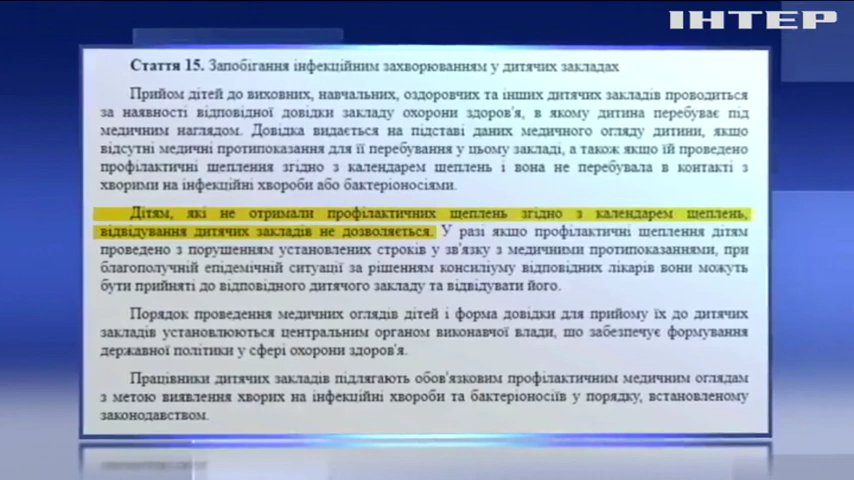 ІНТЕР
Стаття 15. Запобігання інфекційним захворюванням у дитячих закладах
Прийом дітей до виховних, навчальних, оздоровчих та інших дитячих закладів проводиться
за наявності відповідної довідки закладу охорони здоров'я, в якому дитина перебуває під
медичним наглядом. Довідка видається на підставі даних медичного огляду дитини, якщо
відсутні медичні протипоказання для її перебування у цьому закладі, а також якщо їй проведено
профілактичні щеплення згідно з календарем щеплень і вона не перебувала в контакті з
хворими на інфекційні хвороби або бактеріоносіями.
Дітям, які не отримали профілактичних щеплень згідно з календарем щеплень,
відвідування дитячих закладів не дозволяється. У разі якщо профілактичні щеплення дітям
проведено з порушенням установлених строків у зв'язку з медичними протипоказаннями, при
благополучній епідемічній ситуації за рішенням консиліуму відповідних лікарів вони можуть
бути прийняті до відповідного дитячого закладу та відвідувати його.
Порядок проведення медичних оглядів дітей і форма довідки для прийому їх до дитячих
закладів установлюються центральним органом виконавчої влади, що забезпечує формування
державної політики у сфері охорони здоров'я.
Працівники дитячих закладів підлягають обов'язковим профілактичним медичним оглядам
з метою виявлення хворих на інфекційні хвороби та бактеріоносіїв у порядку, встановленому
законодавством.